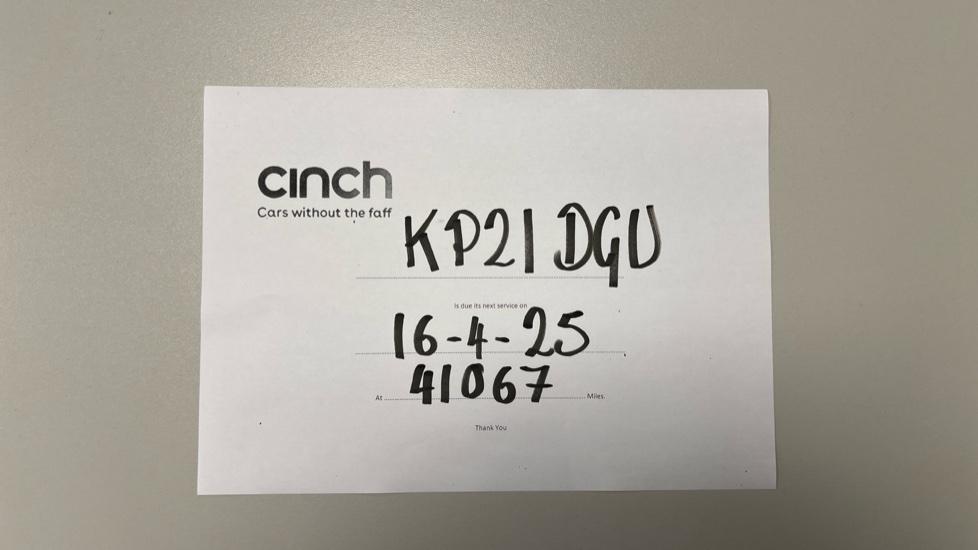 cinch
Cars without the faff
KP21 DGU
Is due its next service on
16-4-25
At 41067 Miles.
Thank You